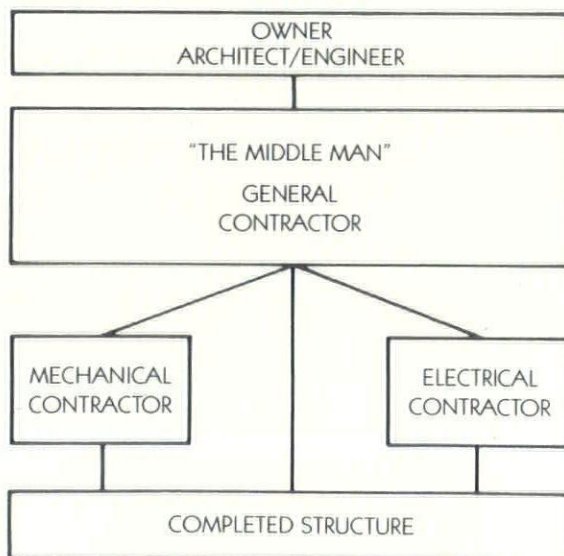 OWNER
ARCHITECT/ENGINEER
"THE MIDDLE MAN"
GENERAL
CONTRACTOR
MECHANICAL
CONTRACTOR
ELECTRICAL
CONTRACTOR
COMPLETED STRUCTURE